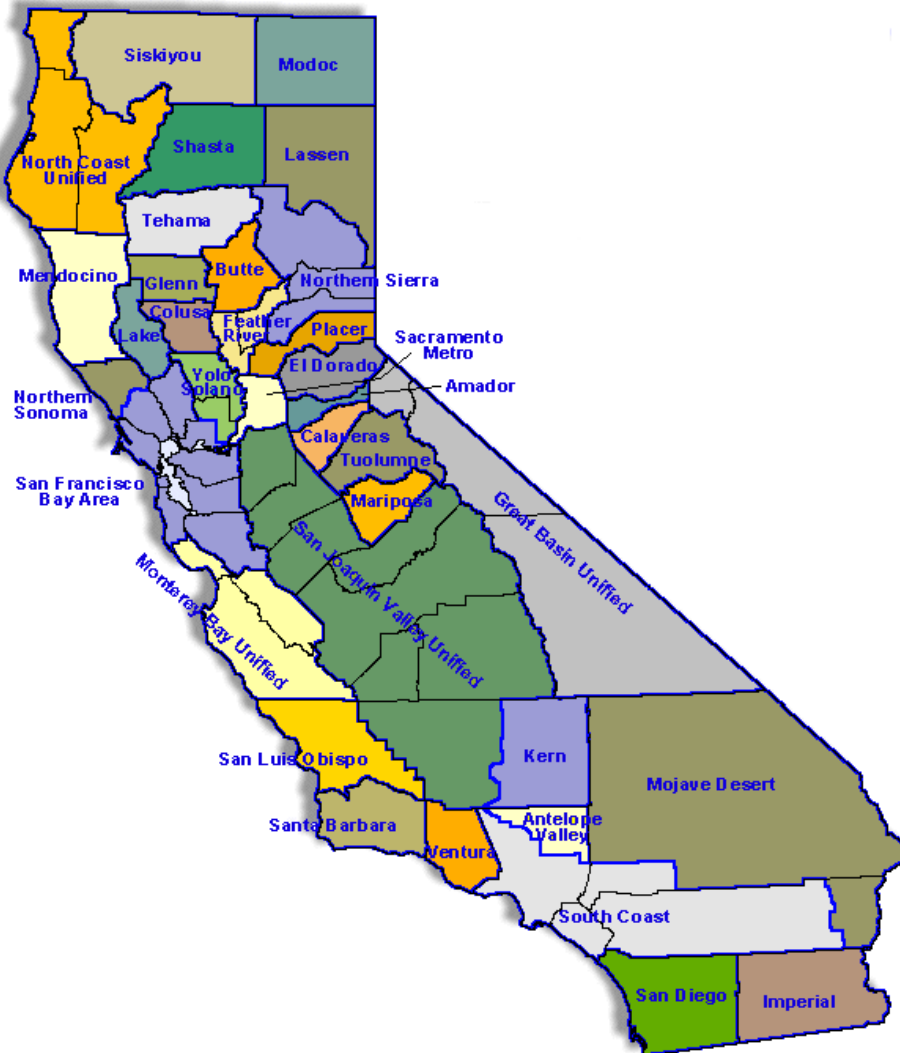 Siskiyou
Modoc
Shasta
Lassen
North Coast
Unified
Tehama
Mendocino
Glenn
Butte
Northern Sierra
Colusa
Lake
Feather
River
Placer
Sacramento
Metro
El Dorado
Yolo
Solano
Amador
Northern
Sonoma
Calaveras
Tuolumne
San Francisco
Bay Area
Mariposa
Great Basin Unified
San Joaquin Valley Unified
Monterey Bay Unified
San Luis Obispo
Kern
Mojave Desert
Santa Barbara
Antelope
Valley
Ventura
South Coast
San Diego
Imperial